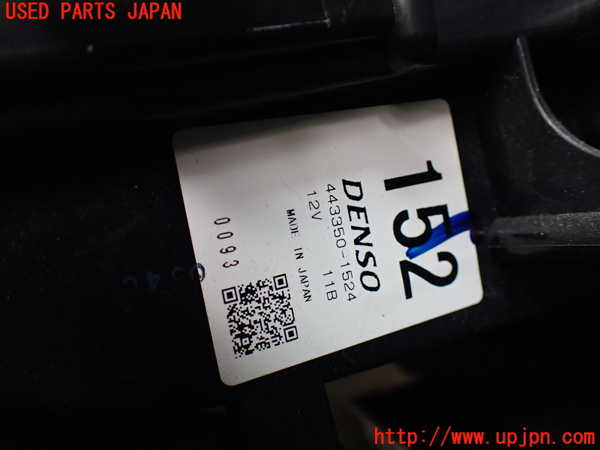 USED PARTS JAPAN
152
DENSO
443350-1524
12V 11B
MADE IN JAPAN
0093
http://www.upjpn.com/